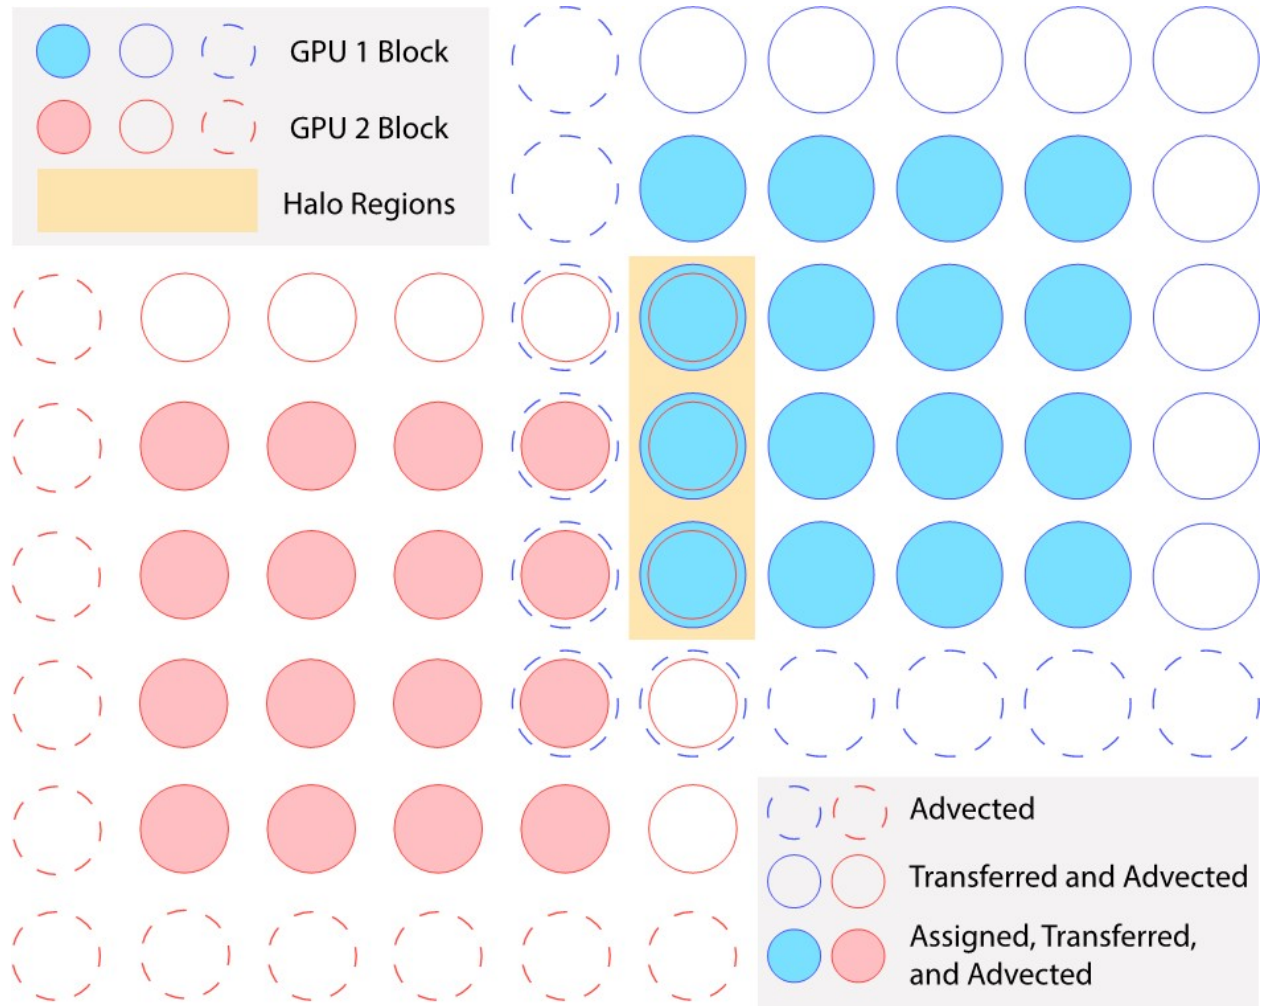 GPU 1 Block
GPU 2 Block
Halo Regions
Advected
Transferred and Advected
Assigned, Transferred,
and Advected